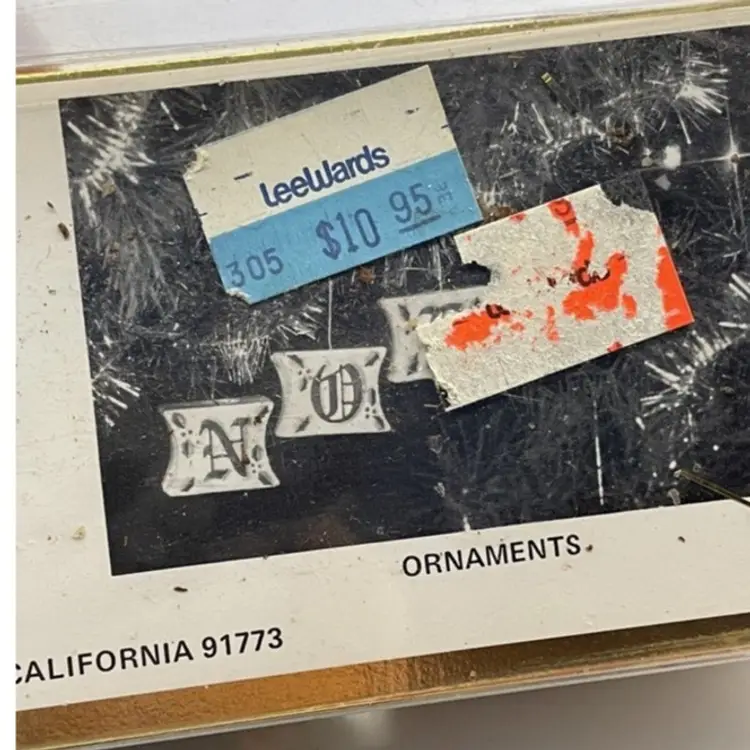 LeeWards
305 $10 95
N
O
ORNAMENTS
CALIFORNIA 91773